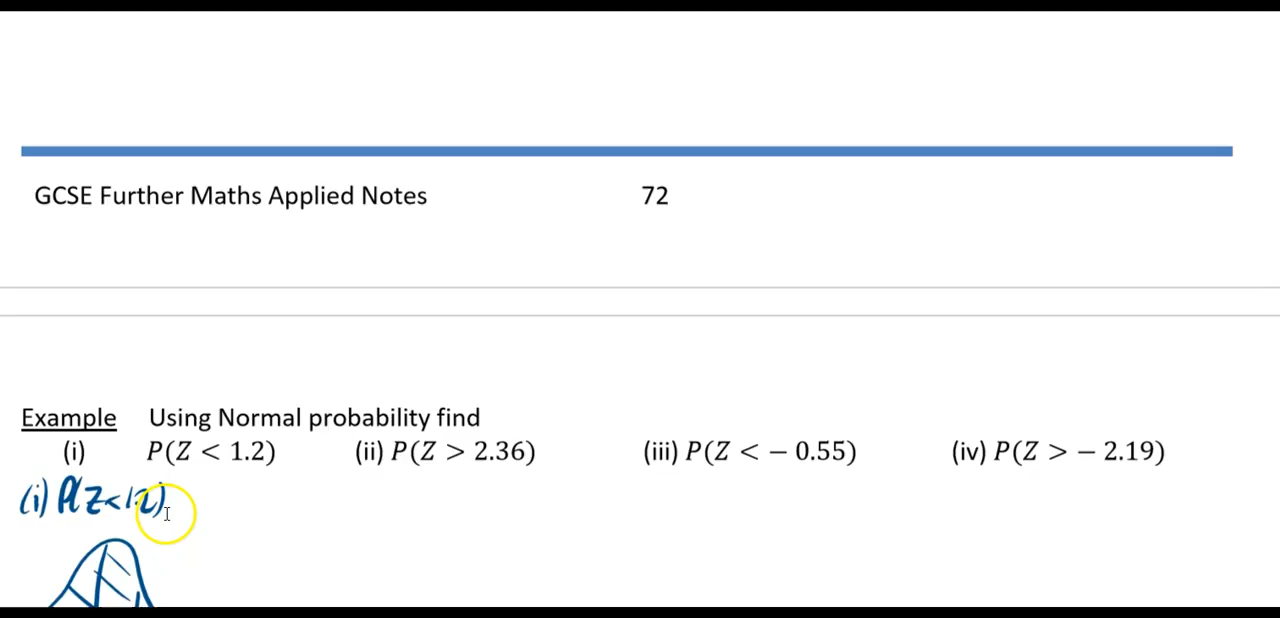 GCSE Further Maths Applied Notes 72
Example Using Normal probability find
(i) P(Z < 1.2) (ii) P(Z > 2.36) (iii) P(Z < − 0.55) (iv) P(Z > − 2.19)
(i) P(Z<1.2)